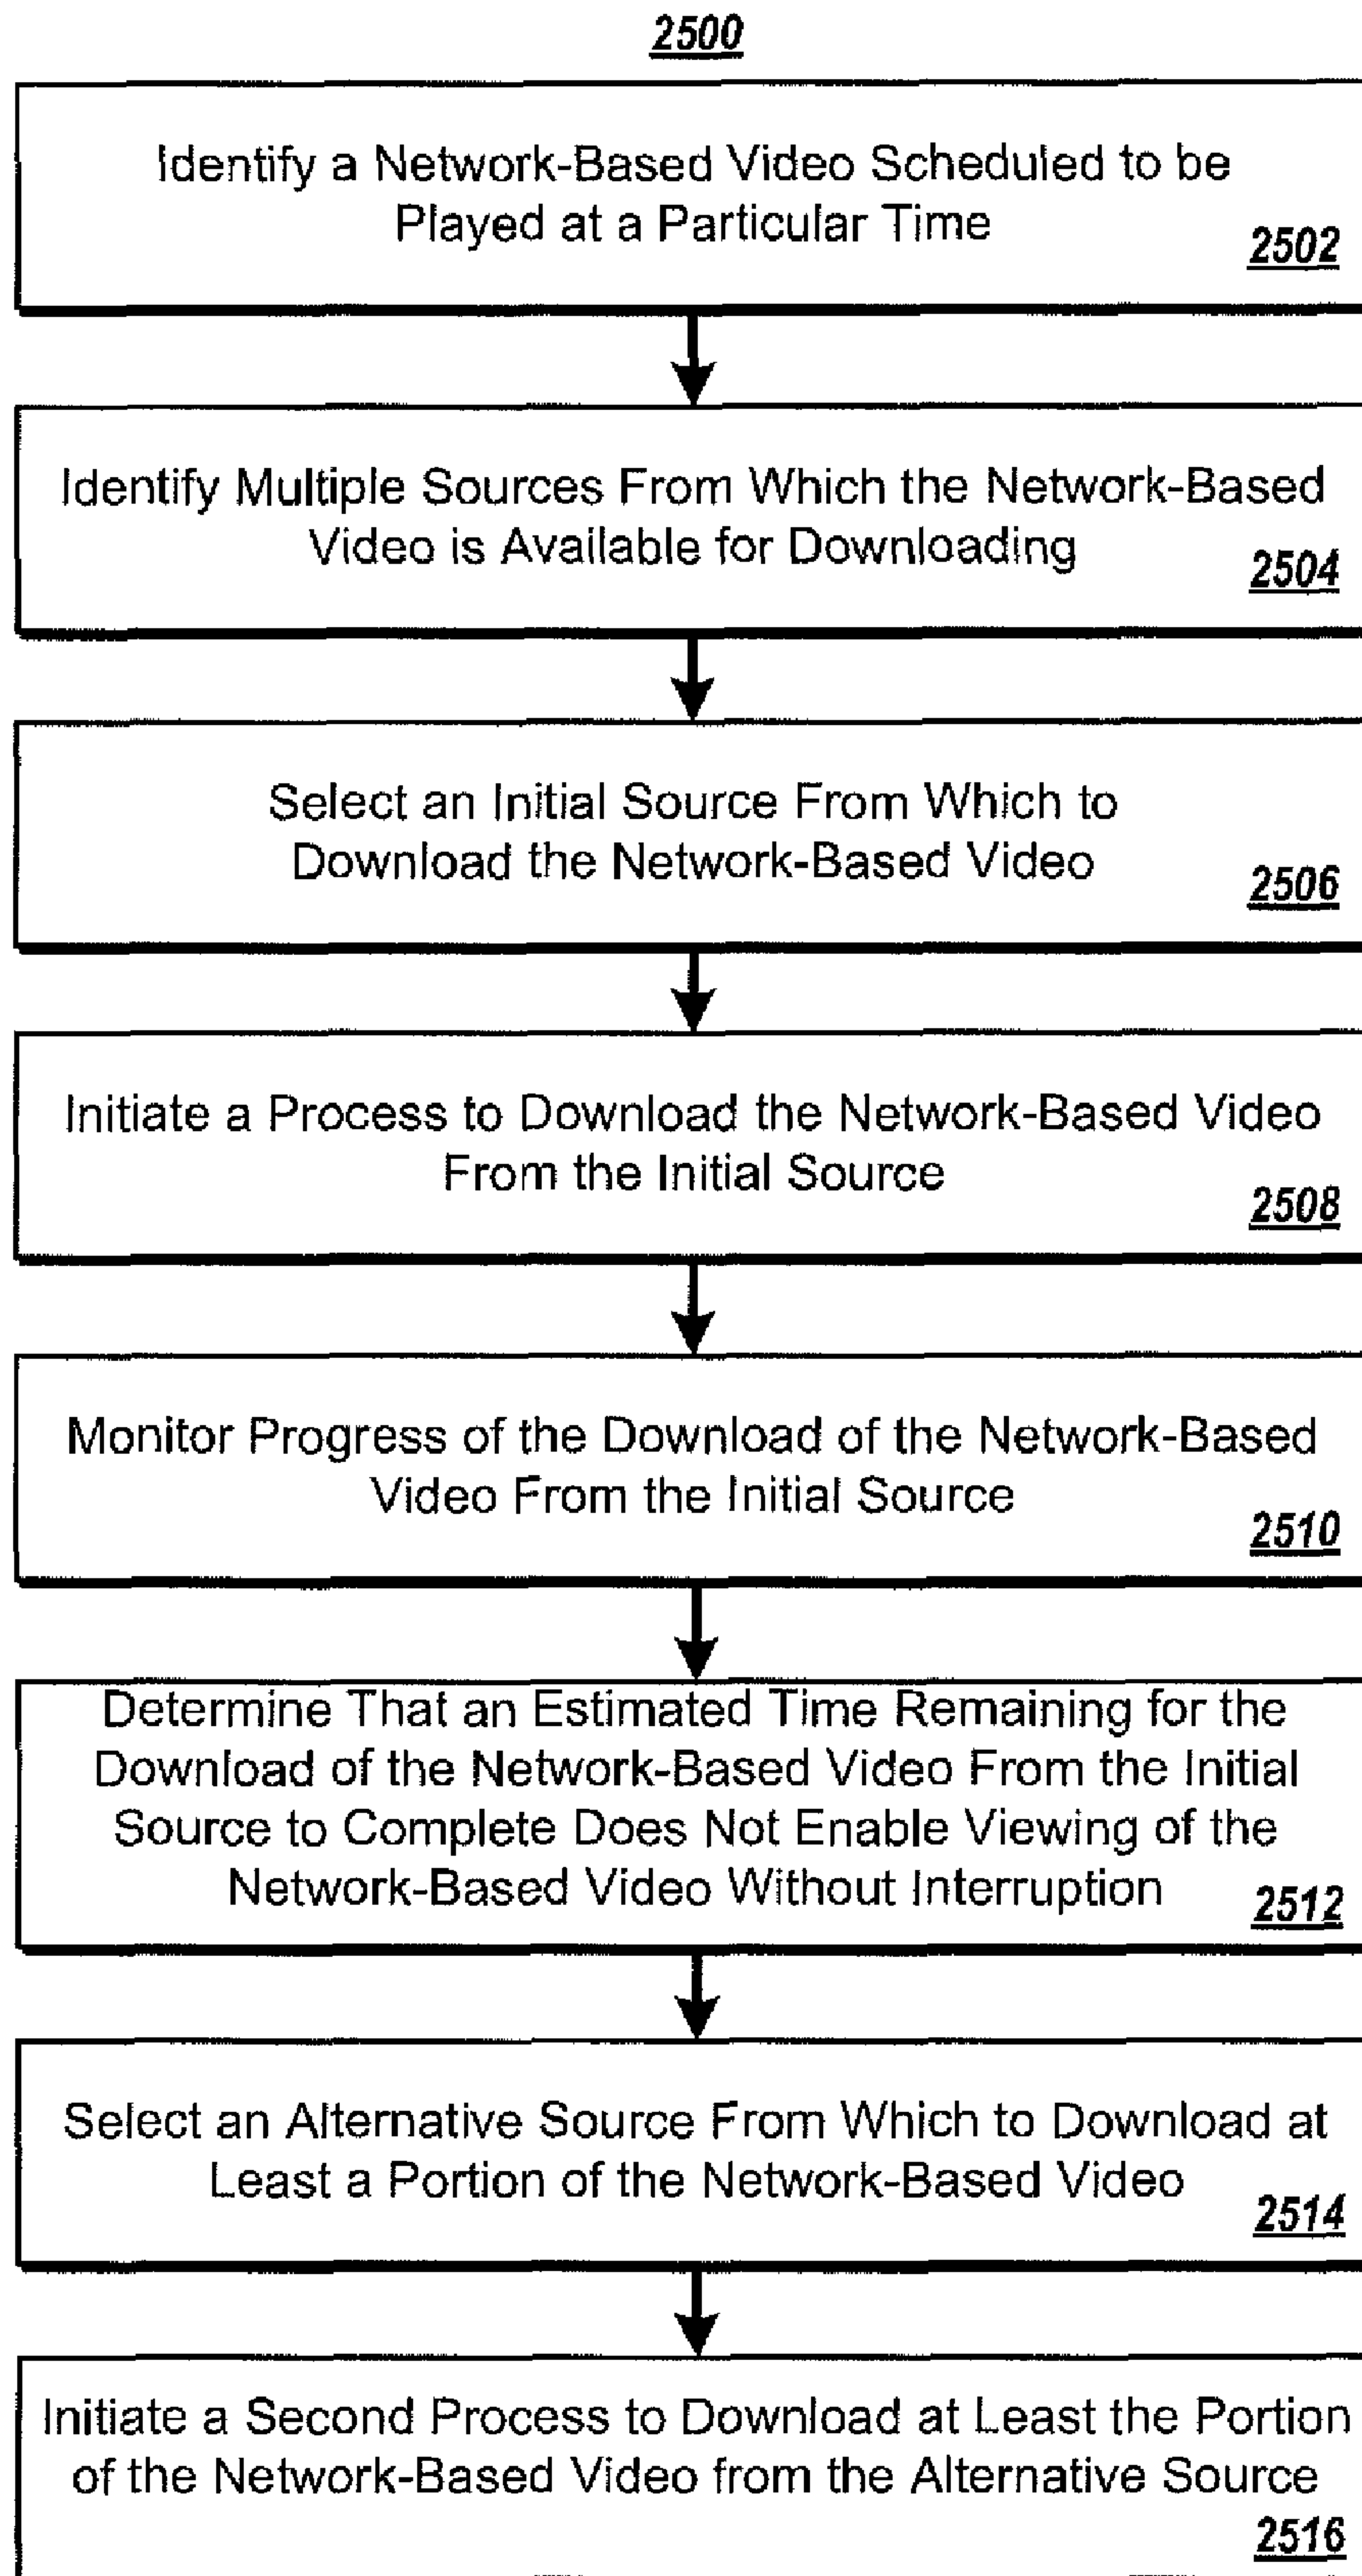 2500
Identify a Network-Based Video Scheduled to be
Played at a Particular Time
2502
Identify Multiple Sources From Which the Network-Based
Video is Available for Downloading
2504
Select an Initial Source From Which to
Download the Network-Based Video
2506
Initiate a Process to Download the Network-Based Video
From the Initial Source
2508
Monitor Progress of the Download of the Network-Based
Video From the Initial Source
2510
Determine That an Estimated Time Remaining for the
Download of the Network-Based Video From the Initial
Source to Complete Does Not Enable Viewing of the
Network-Based Video Without Interruption
2512
Select an Alternative Source From Which to Download at
Least a Portion of the Network-Based Video
2514
Initiate a Second Process to Download at Least the Portion
of the Network-Based Video from the Alternative Source
2516